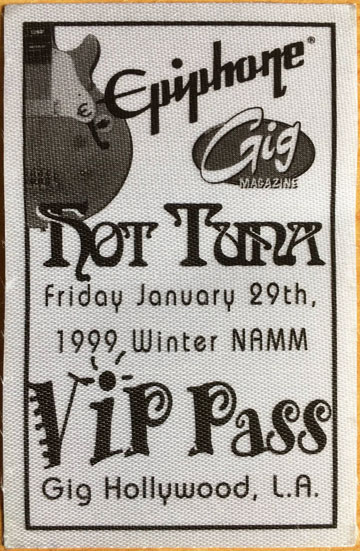 Epiphone®
Gig
MAGAZINE
HOT TUNA
Friday January 29th,
1999, Winter NAMM
ViP Pass
Gig Hollywood, L.A.